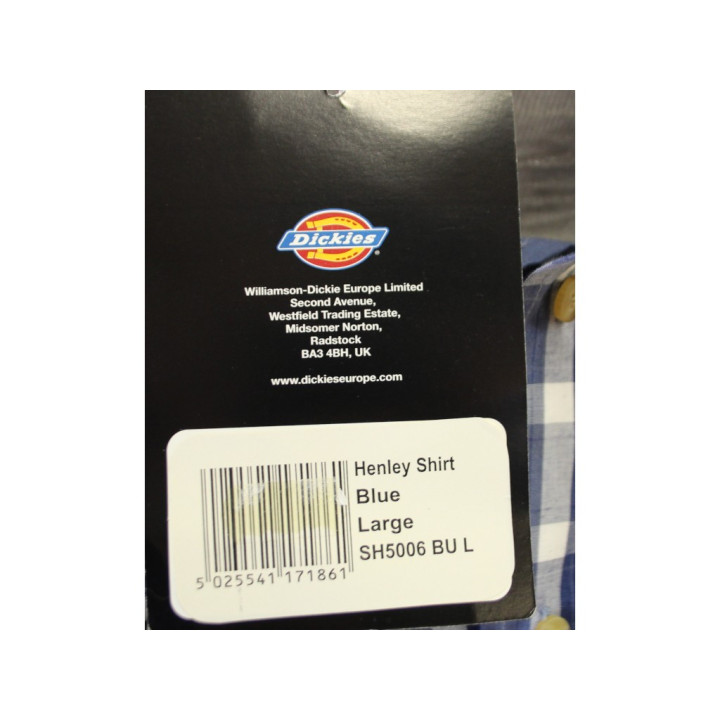 Dickies
Williamson-Dickie Europe Limited
Second Avenue,
Westfield Trading Estate,
Midsomer Norton,
Radstock
BA3 4BH, UK
www.dickieseurope.com
Henley Shirt
Blue
Large
SH5006 BU L
5 025541 171861